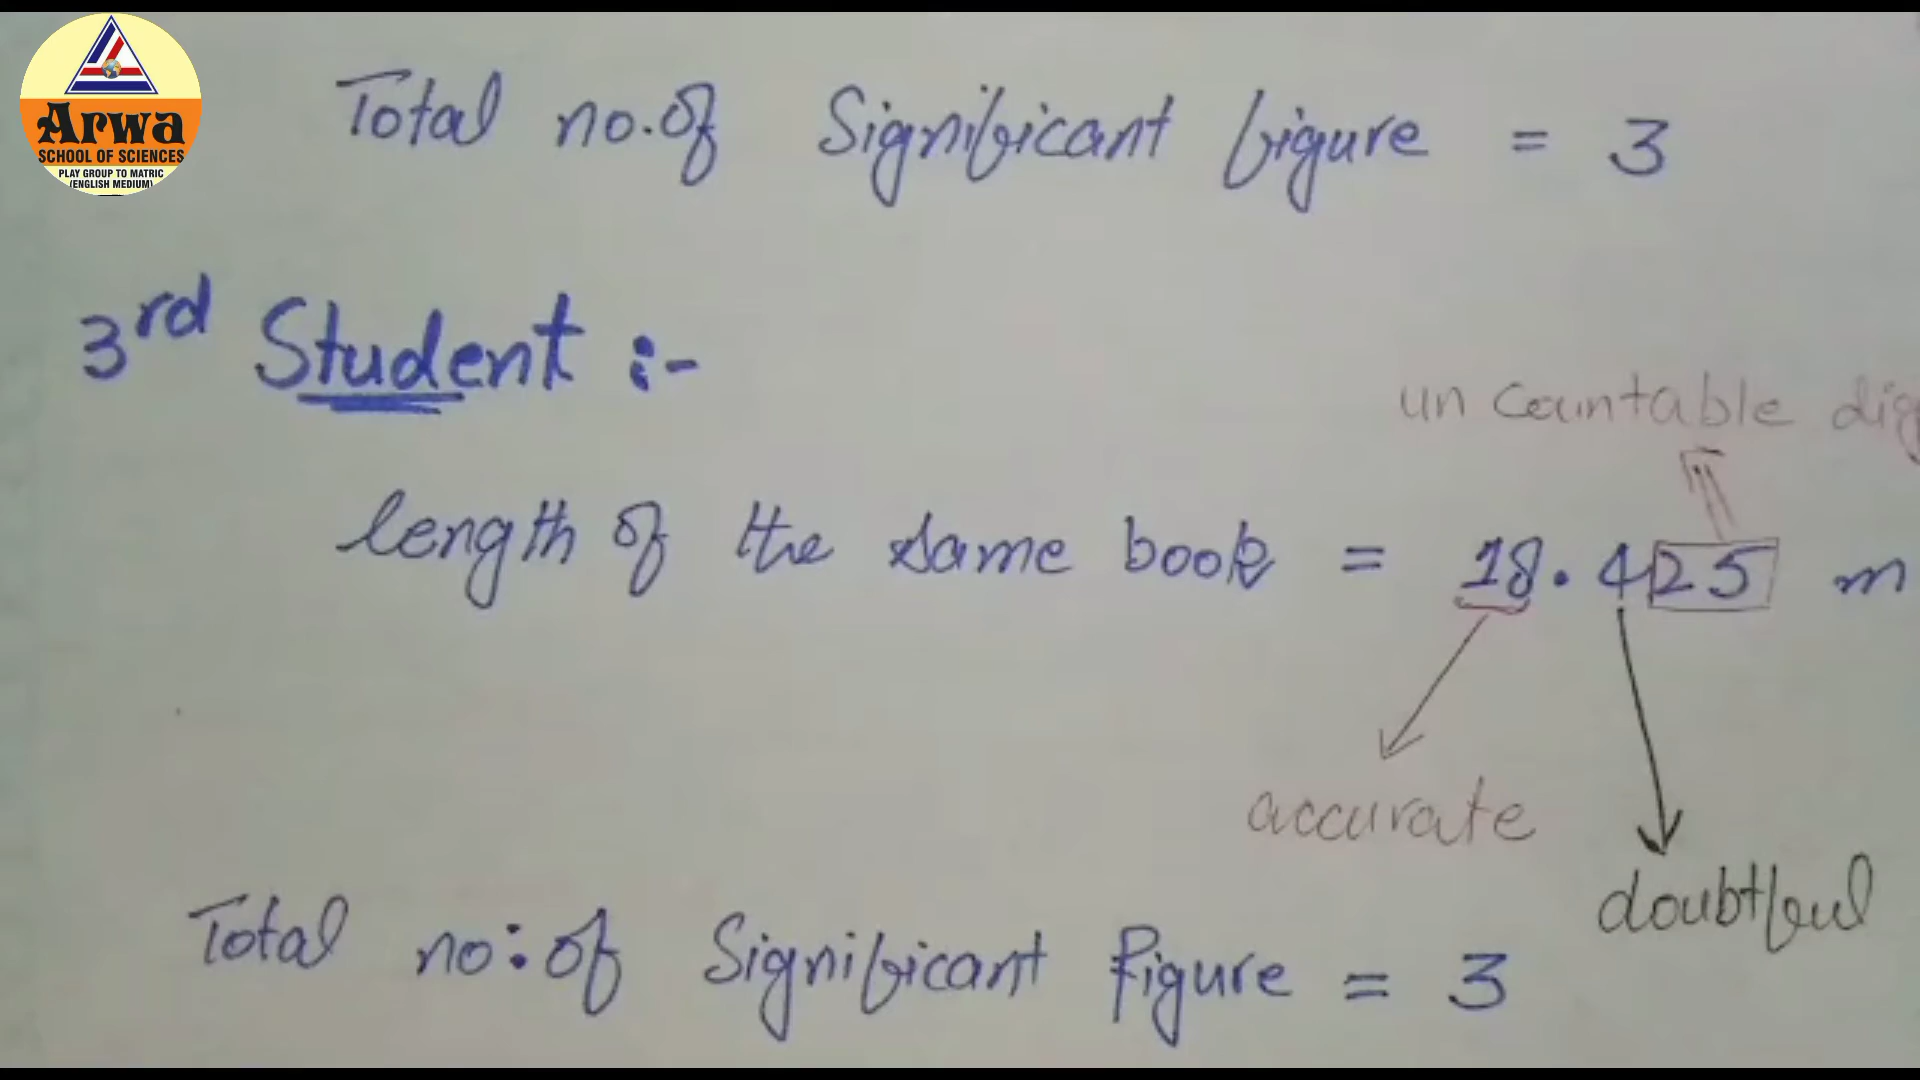 Arwa
SCHOOL OF SCIENCES
PLAY GROUP TO MATRIC
(ENGLISH MEDIUM)
Total no. of Significant figure = 3
3rd Student :-
un countable dig
length of the same book = 18.425 m
accurate
doubtful
Total no: of Significant Figure = 3